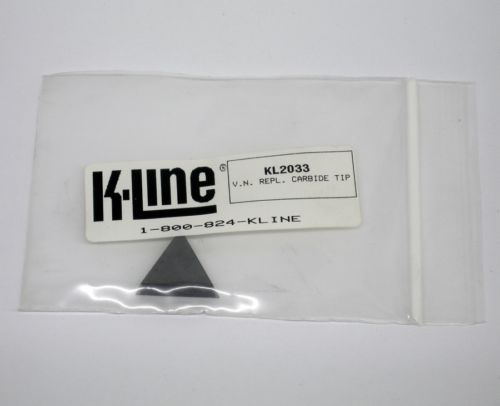 K-Line®
KL2033
V.N. REPL. CARBIDE TIP
1-800-824-KLINE